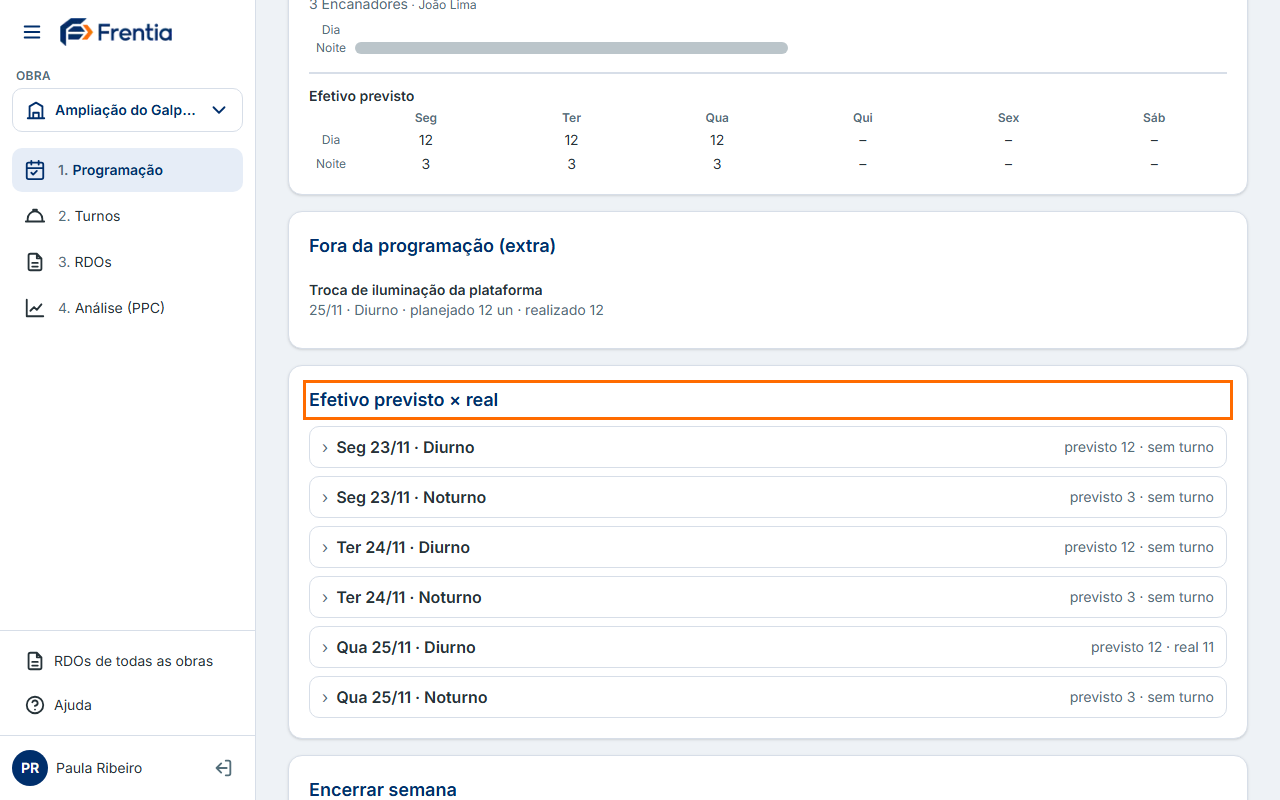 Frentia
OBRA
Ampliação do Galp...
1. Programação
2. Turnos
3. RDOs
4. Análise (PPC)
RDOs de todas as obras
Ajuda
PR Paula Ribeiro
3 Encanadores · João Lima
Dia
Noite
Efetivo previsto
Seg Ter Qua Qui Sex Sáb
Dia 12 12 12 – – –
Noite 3 3 3 – – –
Fora da programação (extra)
Troca de iluminação da plataforma
25/11 · Diurno · planejado 12 un · realizado 12
Efetivo previsto × real
› Seg 23/11 · Diurno previsto 12 · sem turno
› Seg 23/11 · Noturno previsto 3 · sem turno
› Ter 24/11 · Diurno previsto 12 · sem turno
› Ter 24/11 · Noturno previsto 3 · sem turno
› Qua 25/11 · Diurno previsto 12 · real 11
› Qua 25/11 · Noturno previsto 3 · sem turno
Encerrar semana